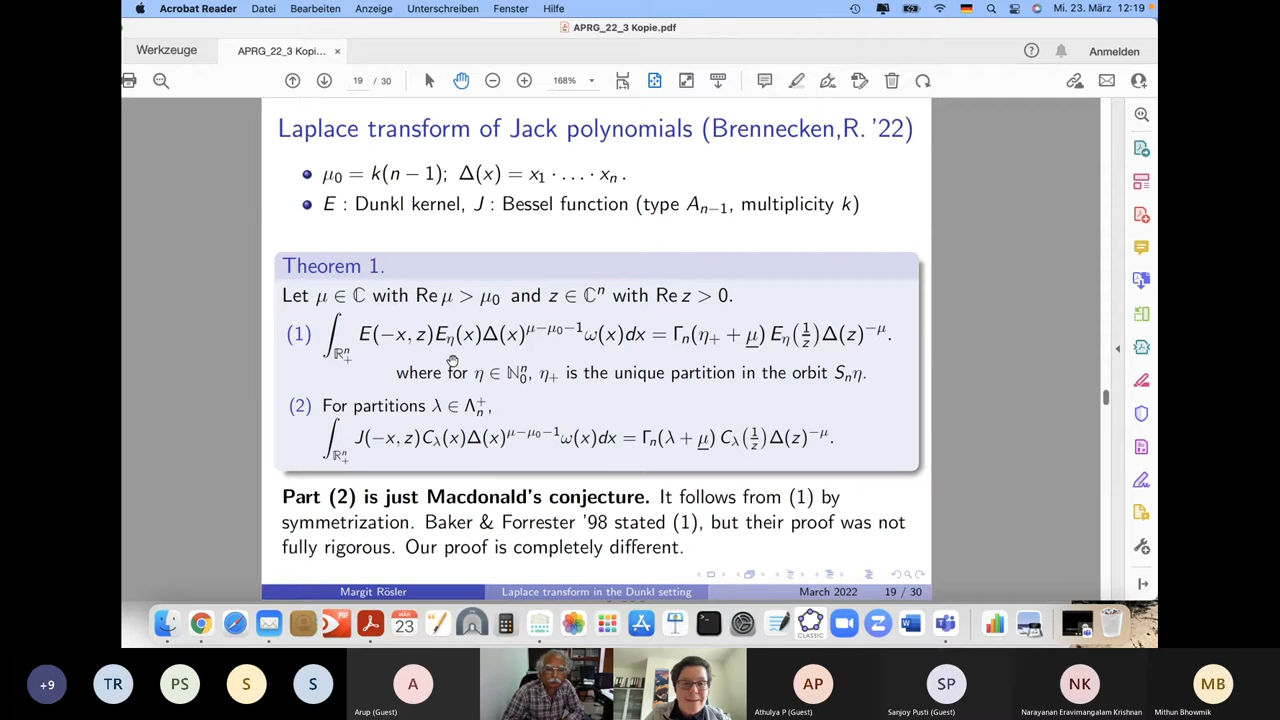 Acrobat Reader Datei Bearbeiten Anzeige Unterschreiben Fenster Hilfe Mi. 23. März 12:19
APRG_22_3 Kopie.pdf
Werkzeuge APRG_22_3 Kopi... × Anmelden
19 / 30 168%
Laplace transform of Jack polynomials (Brennecken,R. '22)
• μ₀ = k(n − 1); Δ(x) = x₁ · . . . · xₙ .
• E : Dunkl kernel, J : Bessel function (type Aₙ₋₁, multiplicity k)
Theorem 1.
Let μ ∈ ℂ with Re μ > μ₀ and z ∈ ℂⁿ with Re z > 0.
(1) ∫_{ℝ₊ⁿ} E(−x, z)E_η(x)Δ(x)^{μ−μ₀−1}ω(x)dx = Γₙ(η₊ + μ̲) E_η(1/z)Δ(z)^{−μ}.
where for η ∈ ℕ₀ⁿ, η₊ is the unique partition in the orbit Sₙη.
(2) For partitions λ ∈ Λₙ⁺,
∫_{ℝ₊ⁿ} J(−x, z)C_λ(x)Δ(x)^{μ−μ₀−1}ω(x)dx = Γₙ(λ + μ̲) C_λ(1/z)Δ(z)^{−μ}.
Part (2) is just Macdonald's conjecture. It follows from (1) by
symmetrization. Baker & Forrester '98 stated (1), but their proof was not
fully rigorous. Our proof is completely different.
Margit Rösler Laplace transform in the Dunkl setting March 2022 19 / 30
MÄR
23
CLASSIC
+9 TR PS S S A AP SP NK MB
Arup (Guest) Athulya P (Guest) Sanjoy Pusti (Guest) Narayanan Eravimangalam Krishnan Mithun Bhowmik